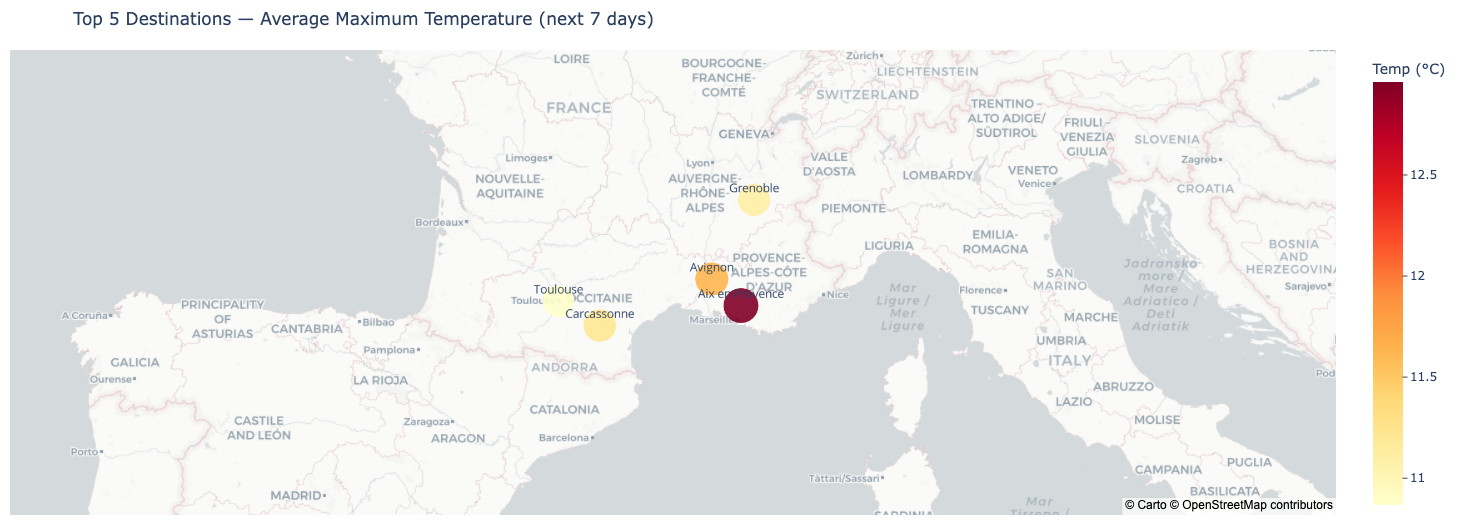 Top 5 Destinations — Average Maximum Temperature (next 7 days)
Temp (°C)
12.5
12
11.5
11
LOIRE
BOURGOGNE-
FRANCHE-
COMTÉ
Zürich
LIECHTENSTEIN
SWITZERLAND
FRANCE
TRENTINO -
ALTO ADIGE/
SÜDTIROL
FRIULI -
VENEZIA
GIULIA
SLOVENIA
GENEVA
Zagreb
Limoges
Lyon
VALLE
D'AOSTA
LOMBARDY
VENETO
Venice
CROATIA
NOUVELLE-
AQUITAINE
AUVERGNE-
RHÔNE-
ALPES
Grenoble
PIEMONTE
Bordeaux
EMILIA-
ROMAGNA
LIGURIA
BOSNIA
AND
HERZEGOVINA
PROVENCE-
ALPES-CÔTE
D'AZUR
Avignon
Jadransko
more /
Mare
Adriatico /
Deti
Adriatik
SAN
MARINO
Sarajevo
Toulouse
OCCITANIE
Aix en Provence
Nice
Mar
Ligure /
Mer
Ligure
Florence
TUSCANY
MARCHE
Carcassonne
Marseille
PRINCIPALITY
OF
ASTURIAS
A Coruña
CANTABRIA
Bilbao
UMBRIA
ITALY
Pamplona
GALICIA
Ourense
LA RIOJA
ANDORRA
ABRUZZO
LAZIO
Pod
CASTILE
AND LEÓN
Zaragoza
ARAGON
CATALONIA
Barcelona
MOLISE
Porto
CAMPANIA
PUGLIA
BASILICATA
Tàttari/Sassari
MADRID
SARDINIA
Mar
Tirreno /
© Carto © OpenStreetMap contributors